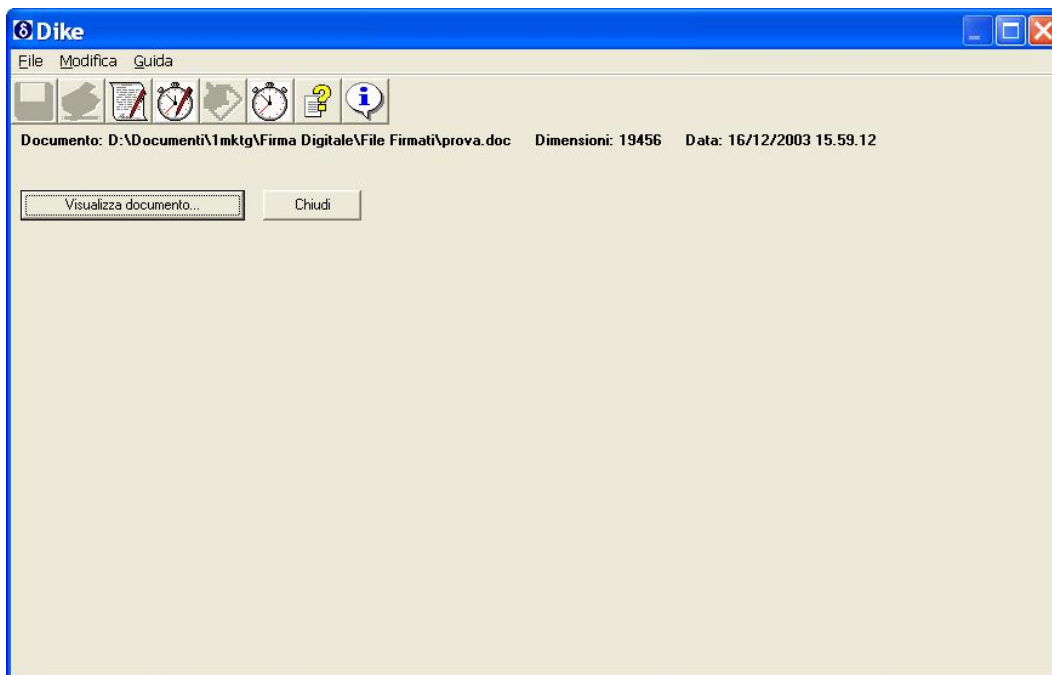 Dike
File Modifica Guida
Documento: D:\Documenti\1mktg\Firma Digitale\File Firmati\prova.doc Dimensioni: 19456 Data: 16/12/2003 15.59.12
Visualizza documento... Chiudi